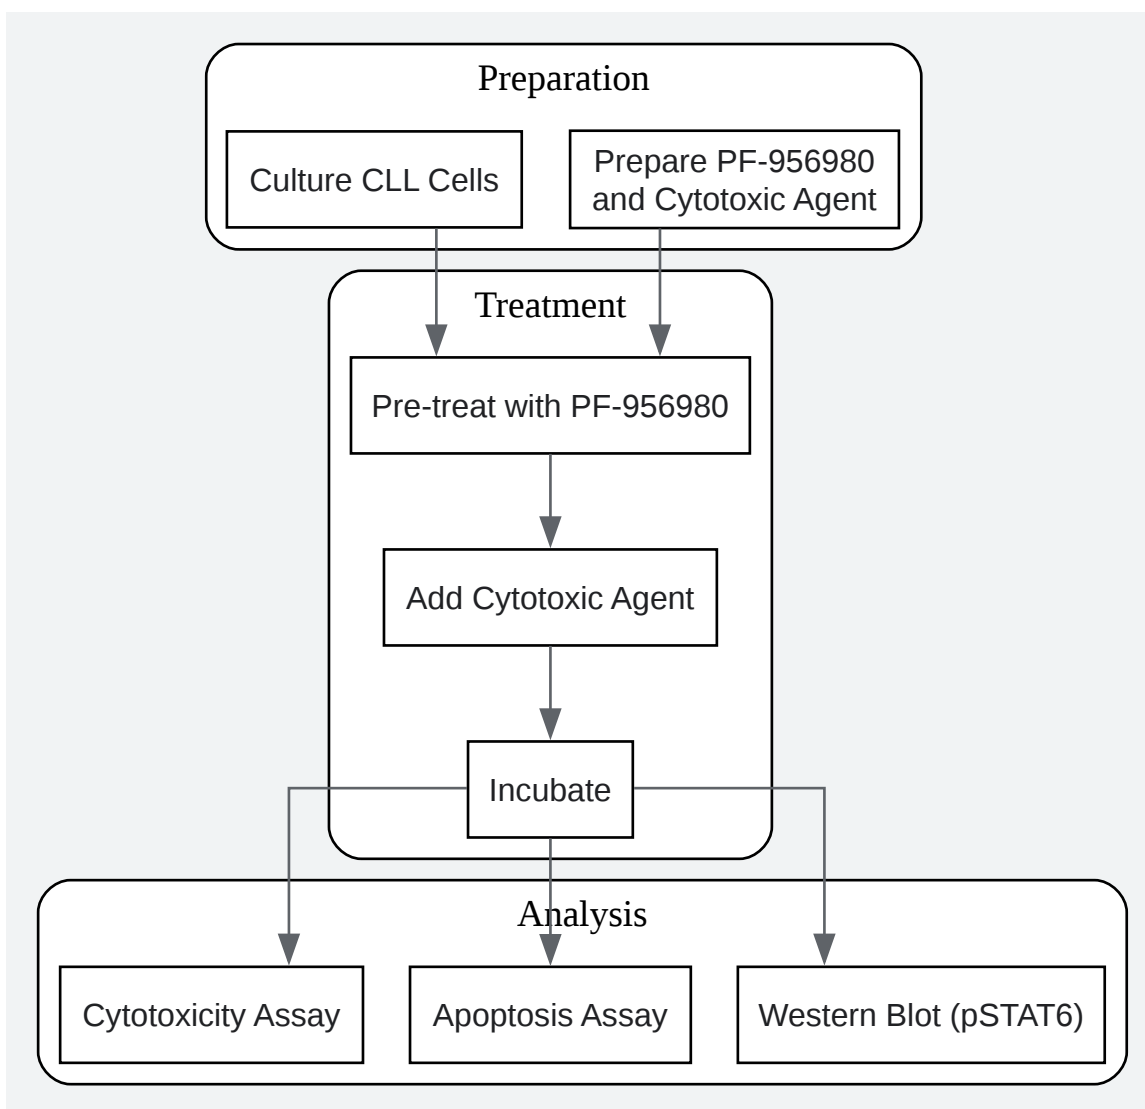 Preparation
Culture CLL Cells
Prepare PF-956980
and Cytotoxic Agent
Treatment
Pre-treat with PF-956980
Add Cytotoxic Agent
Incubate
Analysis
Cytotoxicity Assay
Apoptosis Assay
Western Blot (pSTAT6)